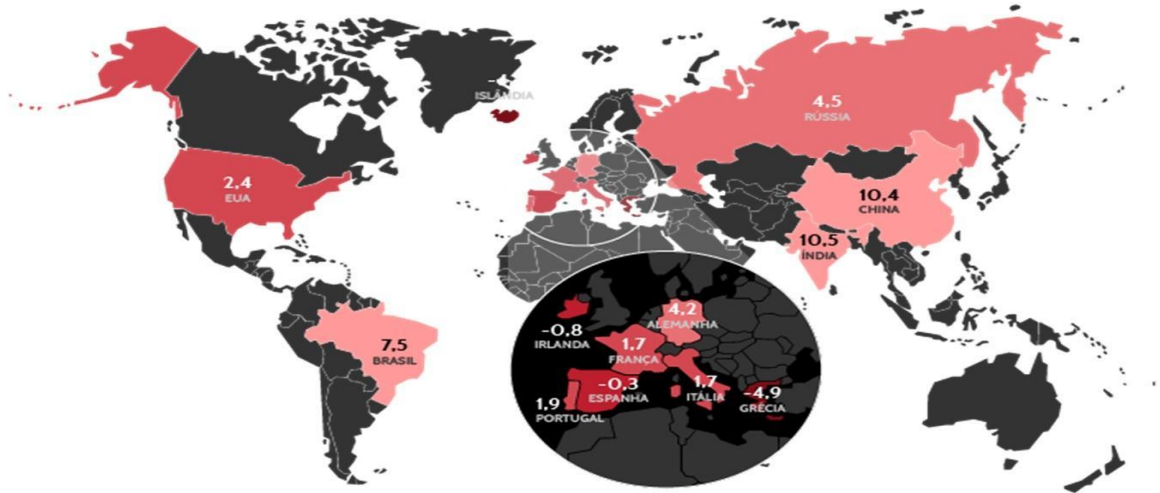 ISLÂNDIA
4,5
RÚSSIA
2,4
EUA
10,4
CHINA
10,5
ÍNDIA
7,5
BRASIL
4,2
ALEMANHA
-0,8
IRLANDA
1,7
FRANÇA
-0,3
ESPANHA
1,7
ITÁLIA
-4,9
GRÉCIA
1,9
PORTUGAL